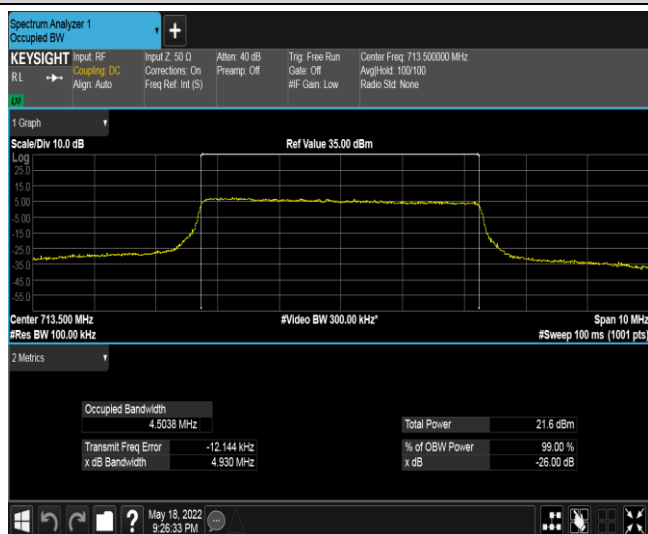 Spectrum Analyzer 1
Occupied BW
+
KEYSIGHT
RL
Input: RF
Coupling: DC
Align: Auto
Input Z: 50 Ω
Corrections: On
Freq Ref: Int (S)
Atten: 40 dB
Preamp: Off
Trig: Free Run
Gate: Off
#IF Gain: Low
Center Freq: 713.500000 MHz
Avg|Hold: 100/100
Radio Std: None
1 Graph
Scale/Div 10.0 dB
Ref Value 35.00 dBm
Log
25.0
15.0
5.00
-5.00
-15.0
-25.0
-35.0
-45.0
-55.0
Center 713.500 MHz
#Video BW 300.00 kHz*
Span 10 MHz
#Res BW 100.00 kHz
#Sweep 100 ms (1001 pts)
2 Metrics
Occupied Bandwidth
4.5038 MHz
Total Power 21.6 dBm
Transmit Freq Error -12.144 kHz
% of OBW Power 99.00 %
x dB Bandwidth 4.930 MHz
x dB -26.00 dB
?
May 18, 2022
9:26:33 PM